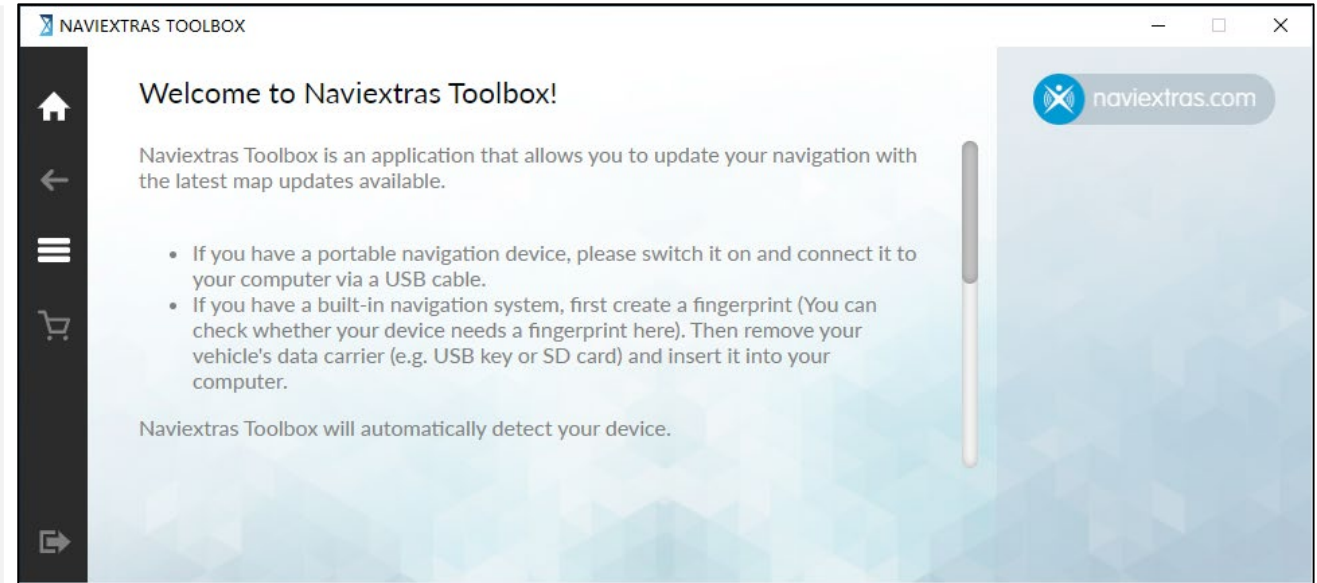 NAVIEXTRAS TOOLBOX
naviextras.com
Welcome to Naviextras Toolbox!
Naviextras Toolbox is an application that allows you to update your navigation with
the latest map updates available.
• If you have a portable navigation device, please switch it on and connect it to
your computer via a USB cable.
• If you have a built-in navigation system, first create a fingerprint (You can
check whether your device needs a fingerprint here). Then remove your
vehicle's data carrier (e.g. USB key or SD card) and insert it into your
computer.
Naviextras Toolbox will automatically detect your device.